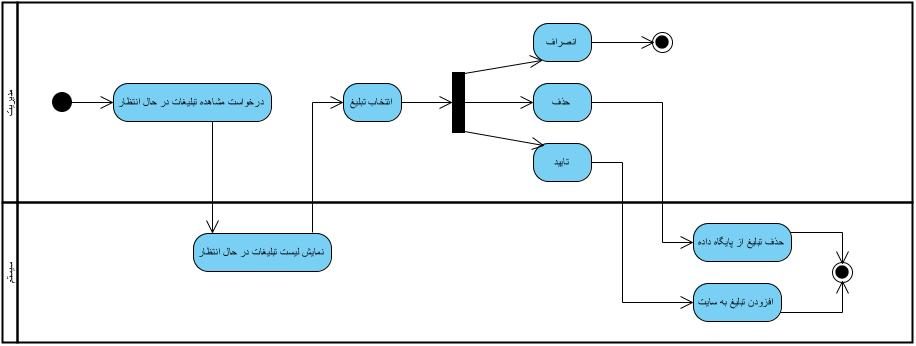 مدیریت
درخواست مشاهده تبلیغات در حال انتظار
انتخاب تبلیغ
انصراف
حذف
تایید
سیستم
نمایش لیست تبلیغات در حال انتظار
حذف تبلیغ از پایگاه داده
افزودن تبلیغ به سایت